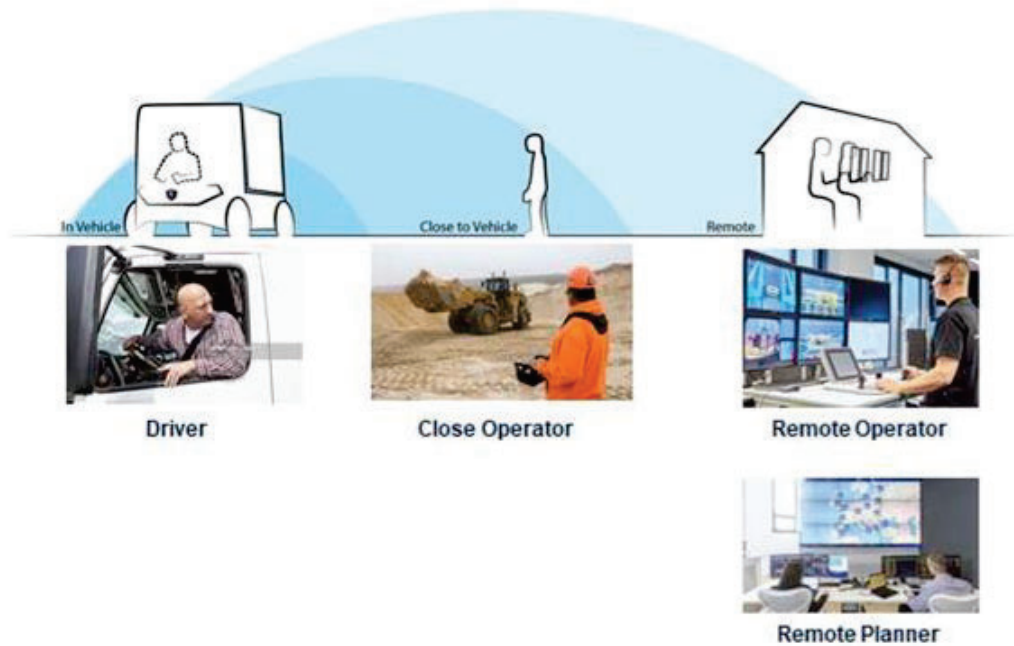 In Vehicle
Close to Vehicle
Remote
Driver
Close Operator
Remote Operator
Remote Planner